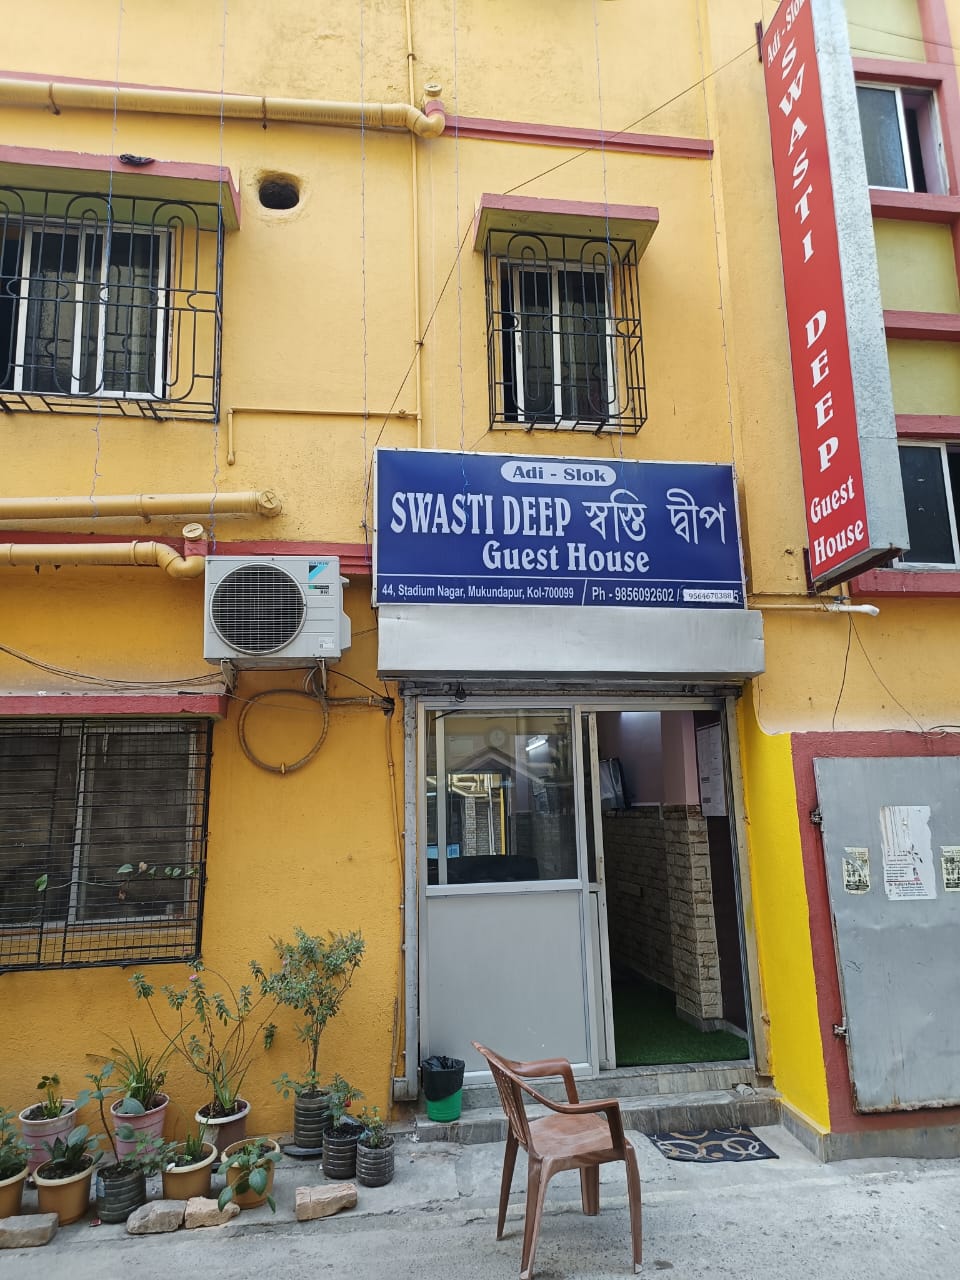 Adi - Slok
SWASTI DEEP
Guest
House
Adi - Slok
SWASTI DEEP স্বস্তি দ্বীপ
Guest House
44, Stadium Nagar, Mukundapur, Kol-700099 Ph - 9856092602 / 9564678388